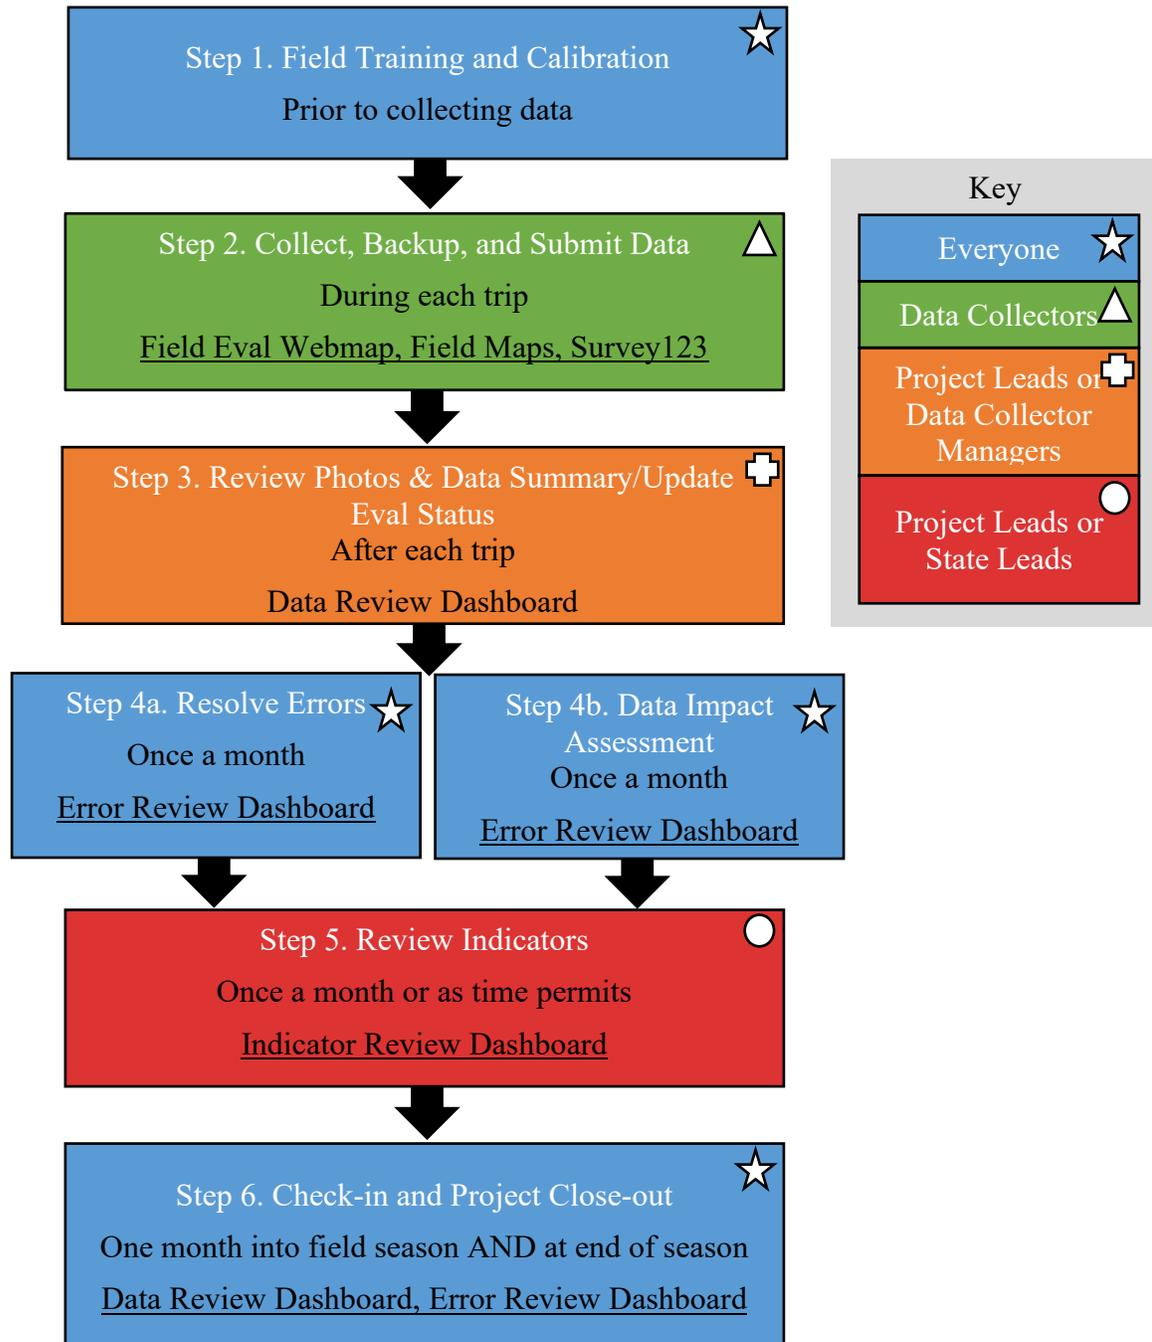 Step 1. Field Training and Calibration
Prior to collecting data
Step 2. Collect, Backup, and Submit Data
During each trip
Field Eval Webmap, Field Maps, Survey123
Step 3. Review Photos & Data Summary/Update
Eval Status
After each trip
Data Review Dashboard
Step 4a. Resolve Errors
Once a month
Error Review Dashboard
Step 4b. Data Impact
Assessment
Once a month
Error Review Dashboard
Step 5. Review Indicators
Once a month or as time permits
Indicator Review Dashboard
Step 6. Check-in and Project Close-out
One month into field season AND at end of season
Data Review Dashboard, Error Review Dashboard
Key
Everyone
Data Collectors
Project Leads or
Data Collector
Managers
Project Leads or
State Leads